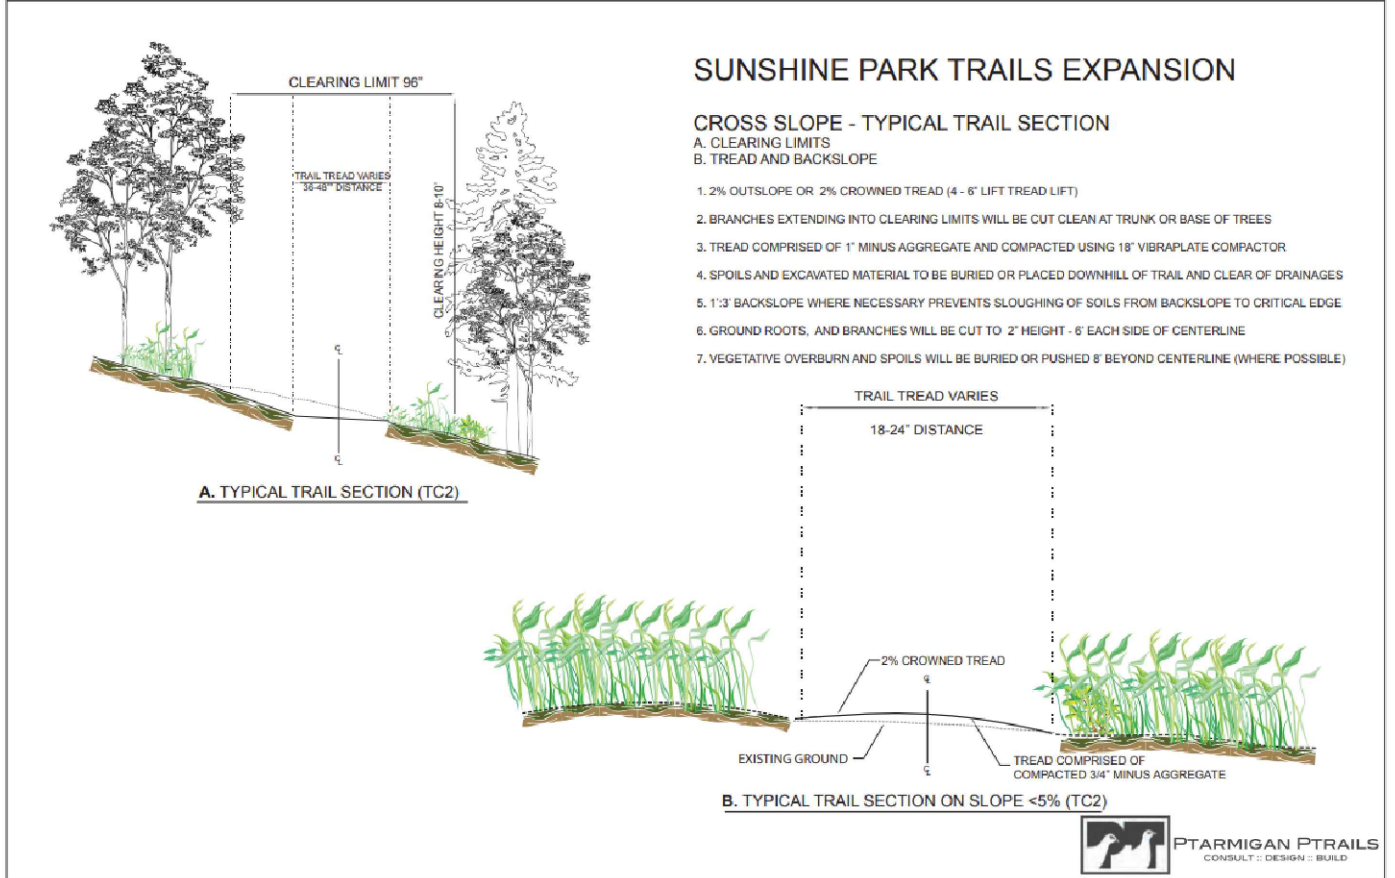 SUNSHINE PARK TRAILS EXPANSION
CROSS SLOPE - TYPICAL TRAIL SECTION
A. CLEARING LIMITS
B. TREAD AND BACKSLOPE
1. 2% OUTSLOPE OR 2% CROWNED TREAD (4 - 6" LIFT TREAD LIFT)
2. BRANCHES EXTENDING INTO CLEARING LIMITS WILL BE CUT CLEAN AT TRUNK OR BASE OF TREES
3. TREAD COMPRISED OF 1" MINUS AGGREGATE AND COMPACTED USING 18" VIBRAPLATE COMPACTOR
4. SPOILS AND EXCAVATED MATERIAL TO BE BURIED OR PLACED DOWNHILL OF TRAIL AND CLEAR OF DRAINAGES
5. 1':3' BACKSLOPE WHERE NECESSARY PREVENTS SLOUGHING OF SOILS FROM BACKSLOPE TO CRITICAL EDGE
6. GROUND ROOTS, AND BRANCHES WILL BE CUT TO 2" HEIGHT - 6' EACH SIDE OF CENTERLINE
7. VEGETATIVE OVERBURN AND SPOILS WILL BE BURIED OR PUSHED 8' BEYOND CENTERLINE (WHERE POSSIBLE)
CLEARING LIMIT 96"
TRAIL TREAD VARIES
36-48"" DISTANCE
CLEARING HEIGHT 8-10"
℄
℄
A. TYPICAL TRAIL SECTION (TC2)
TRAIL TREAD VARIES
18-24" DISTANCE
2% CROWNED TREAD
℄
EXISTING GROUND
℄
TREAD COMPRISED OF
COMPACTED 3/4" MINUS AGGREGATE
B. TYPICAL TRAIL SECTION ON SLOPE <5% (TC2)
PTARMIGAN PTRAILS
CONSULT :: DESIGN :: BUILD